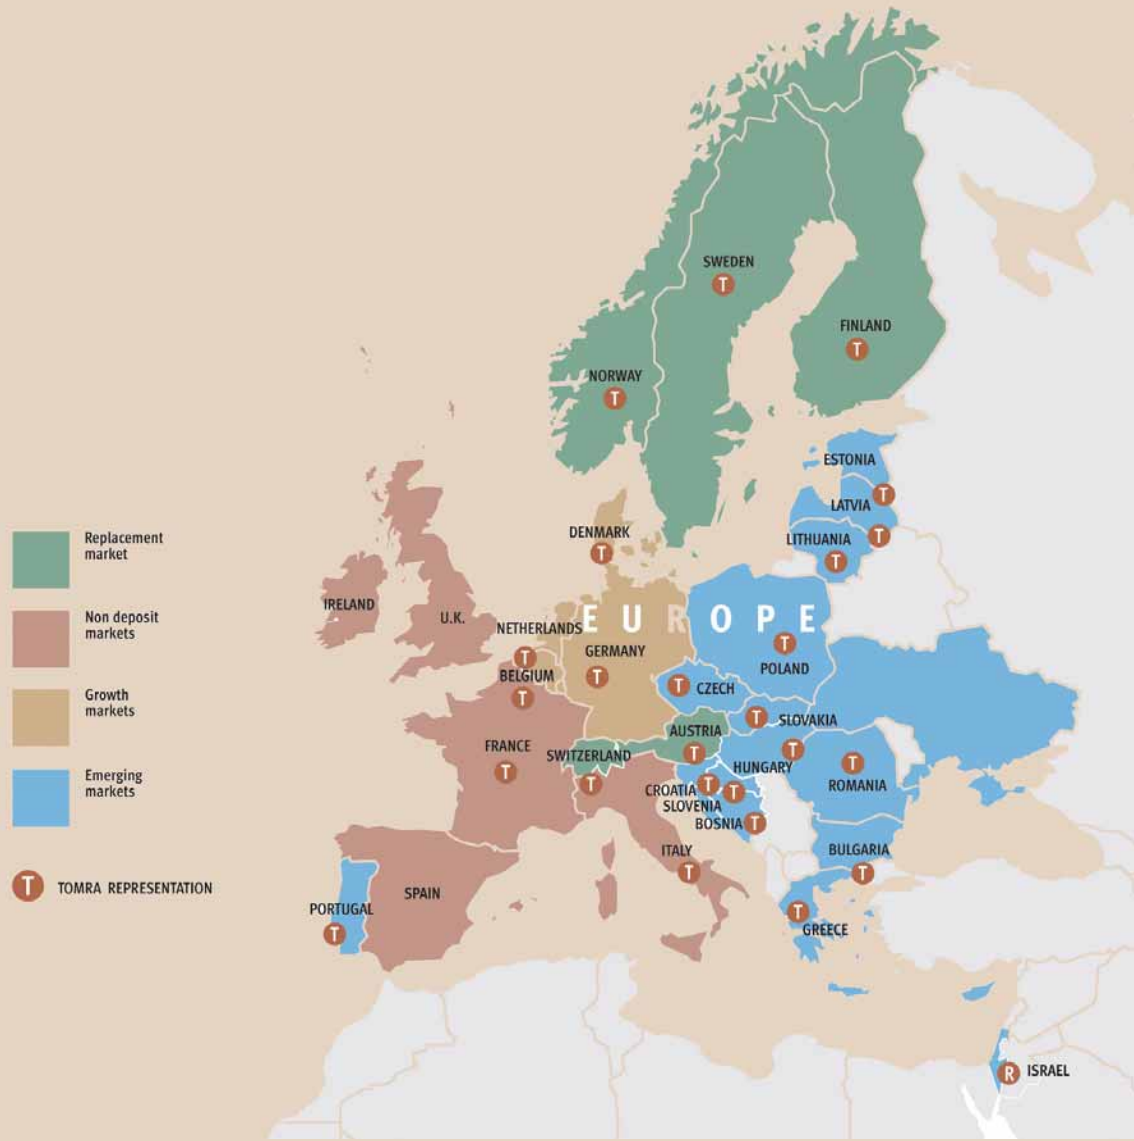 SWEDEN
T
FINLAND
T
NORWAY
T
ESTONIA
T
LATVIA
T
LITHUANIA
T
DENMARK
T
Replacement
market
IRELAND
U.K.
Non deposit
markets
EUROPE
NETHERLANDS
T
GERMANY
T
BELGIUM
T
T
POLAND
T
CZECH
Growth
markets
T
SLOVAKIA
AUSTRIA
T
FRANCE
T
SWITZERLAND
T
HUNGARY
T
T
ROMANIA
Emerging
markets
CROATIA
T
T
SLOVENIA
BOSNIA
T
ITALY
T
BULGARIA
T
T
TOMRA REPRESENTATION
SPAIN
PORTUGAL
T
T
GREECE
R
ISRAEL